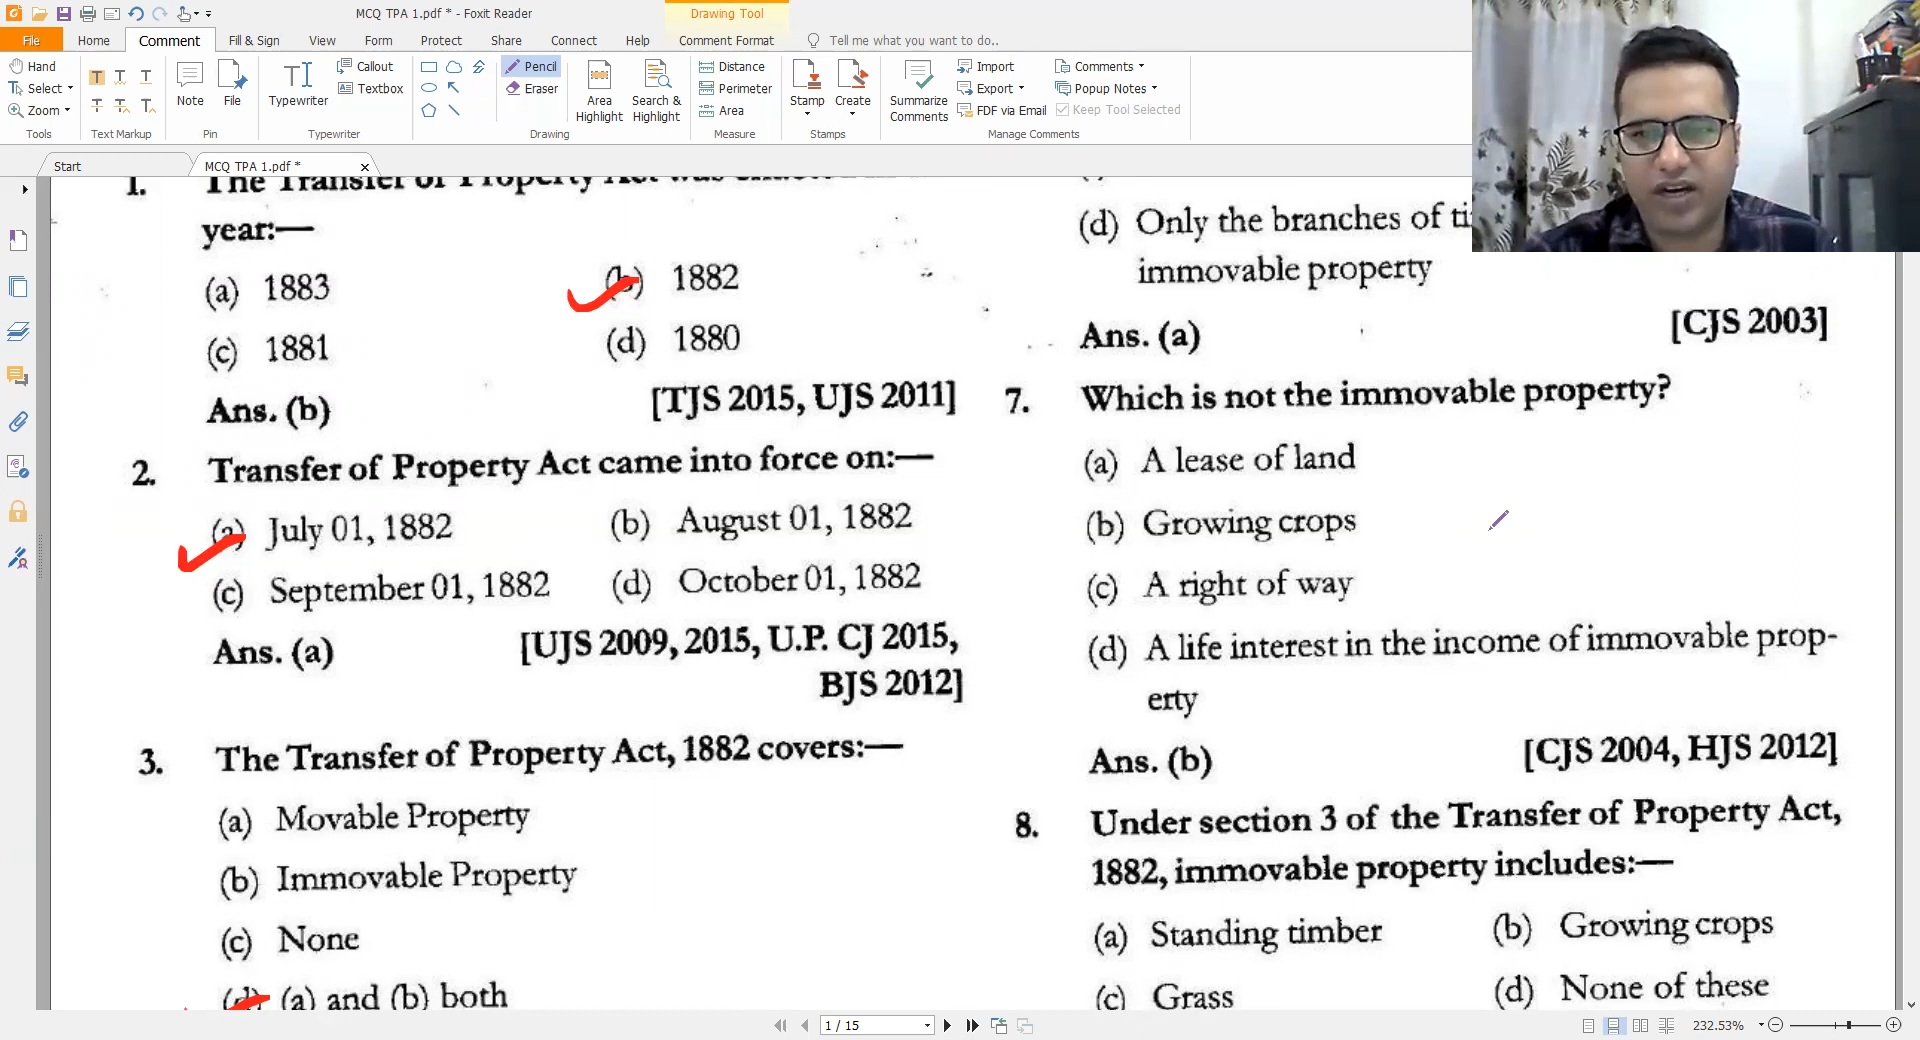 MCQ TPA 1.pdf * - Foxit Reader
Drawing Tool
File Home Comment Fill & Sign View Form Protect Share Connect Help Comment Format Tell me what you want to do..
Hand
Select
Zoom
Tools
Text Markup
Note
File
Pin
Typewriter
Callout
Textbox
Typewriter
Pencil
Eraser
Area Highlight
Search & Highlight
Drawing
Distance
Perimeter
Area
Measure
Stamp
Create
Stamps
Summarize Comments
Import
Export
FDF via Email
Comments
Popup Notes
Keep Tool Selected
Manage Comments
Start
MCQ TPA 1.pdf *
1. The Transfer of Property Act was
year:—
(a) 1883 (b) 1882
(c) 1881 (d) 1880
Ans. (b) [TJS 2015, UJS 2011]
2. Transfer of Property Act came into force on:—
(a) July 01, 1882 (b) August 01, 1882
(c) September 01, 1882 (d) October 01, 1882
Ans. (a) [UJS 2009, 2015, U.P. CJ 2015,
BJS 2012]
3. The Transfer of Property Act, 1882 covers:—
(a) Movable Property
(b) Immovable Property
(c) None
(d) (a) and (b) both
(d) Only the branches of
immovable property
Ans. (a) [CJS 2003]
7. Which is not the immovable property?
(a) A lease of land
(b) Growing crops
(c) A right of way
(d) A life interest in the income of immovable prop-
erty
Ans. (b) [CJS 2004, HJS 2012]
8. Under section 3 of the Transfer of Property Act,
1882, immovable property includes:—
(a) Standing timber (b) Growing crops
(c) Grass (d) None of these
1 / 15
232.53%